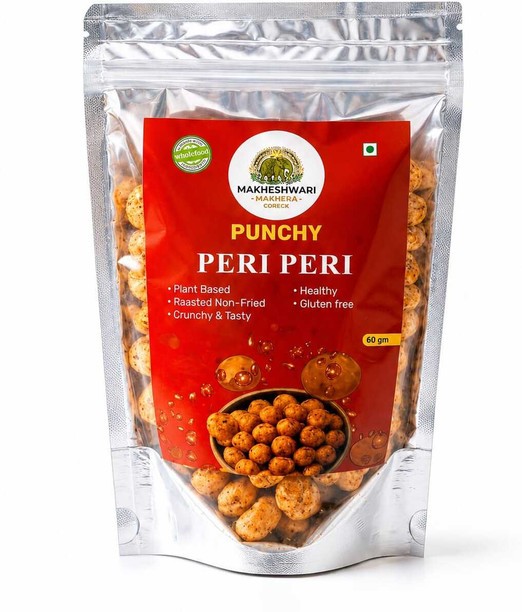 wholefood
MAKHESHWARI
- MAKHERA -
CORECK
PUNCHY
PERI PERI
• Plant Based
• Raasted Non-Fried
• Crunchy & Tasty
• Healthy
• Gluten free
60 gm